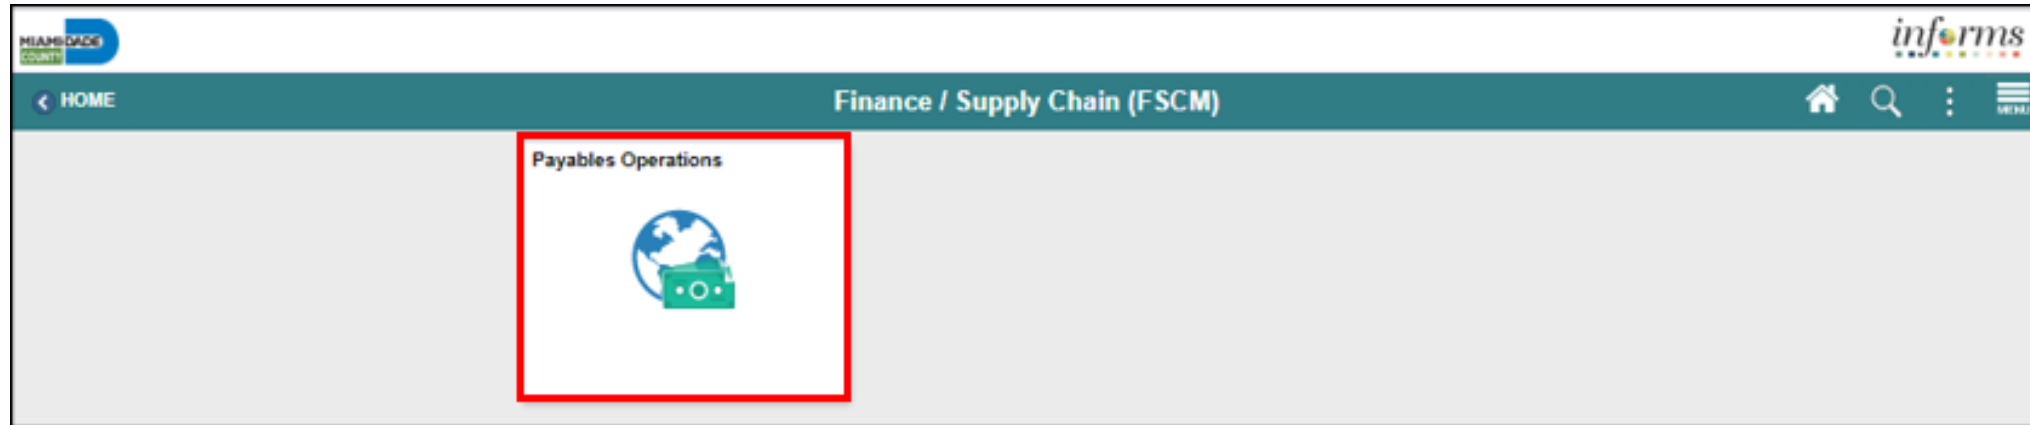 MIAMI-DADE
COUNTY
informs
HOME
Finance / Supply Chain (FSCM)
MENU
Payables Operations